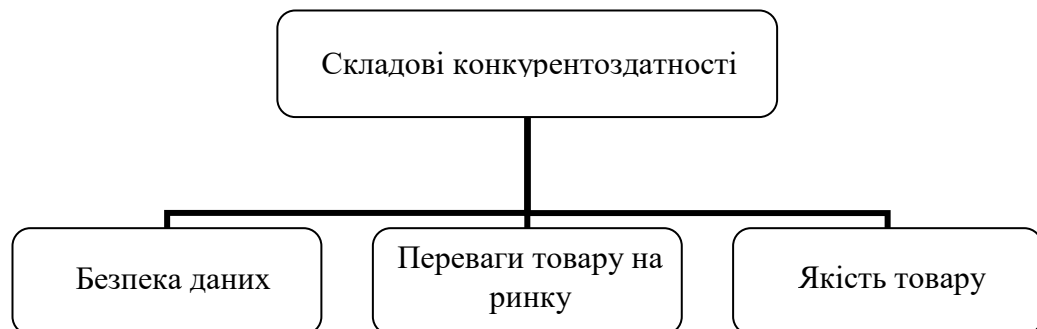 Складові конкурентоздатності
Безпека даних
Переваги товару на
ринку
Якість товару